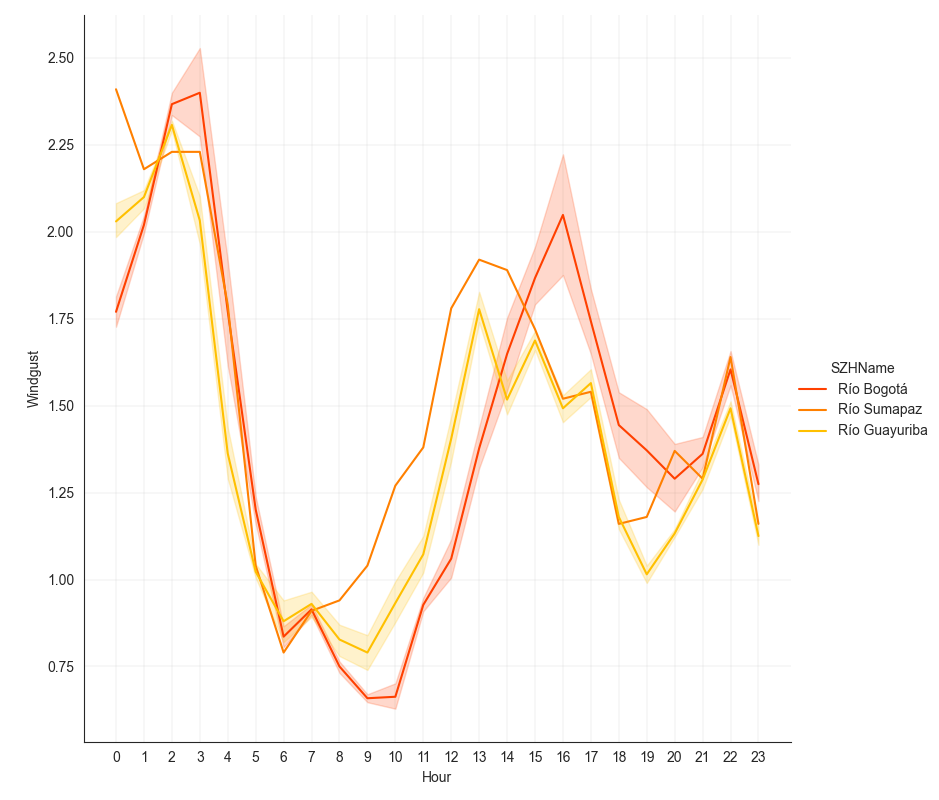 2.50
2.25
2.00
1.75
1.50
1.25
1.00
0.75
Windgust
0 1 2 3 4 5 6 7 8 9 10 11 12 13 14 15 16 17 18 19 20 21 22 23
Hour
SZHName
Río Bogotá
Río Sumapaz
Río Guayuriba